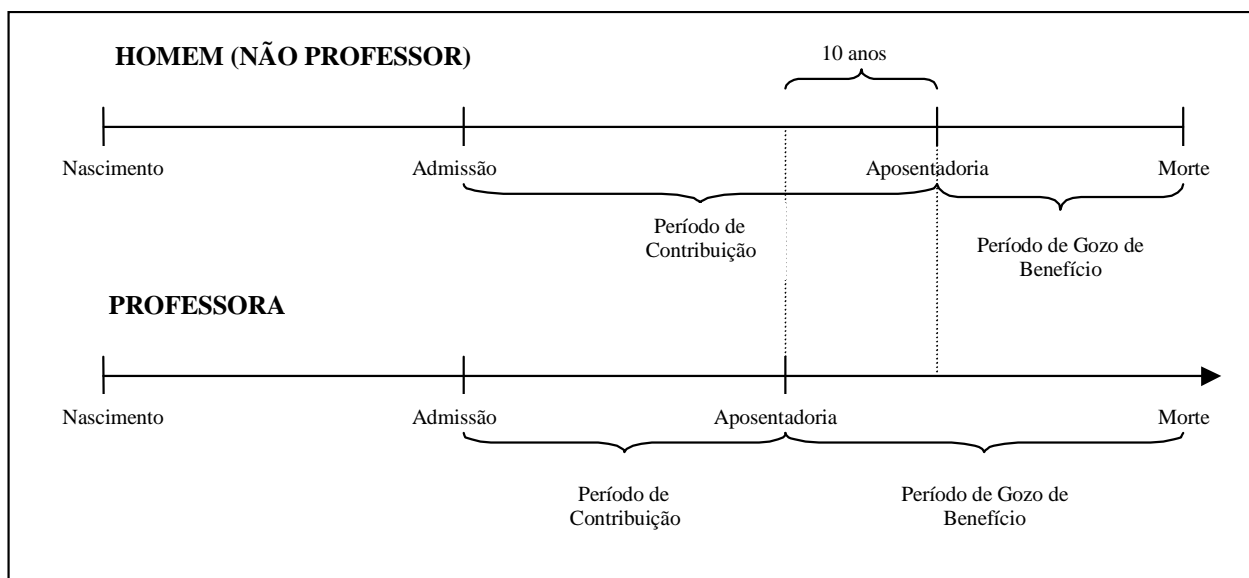 HOMEM (NÃO PROFESSOR)
10 anos
Nascimento
Admissão
Aposentadoria
Morte
Período de
Contribuição
Período de Gozo de
Benefício
PROFESSORA
Nascimento
Admissão
Aposentadoria
Morte
Período de
Contribuição
Período de Gozo de
Benefício